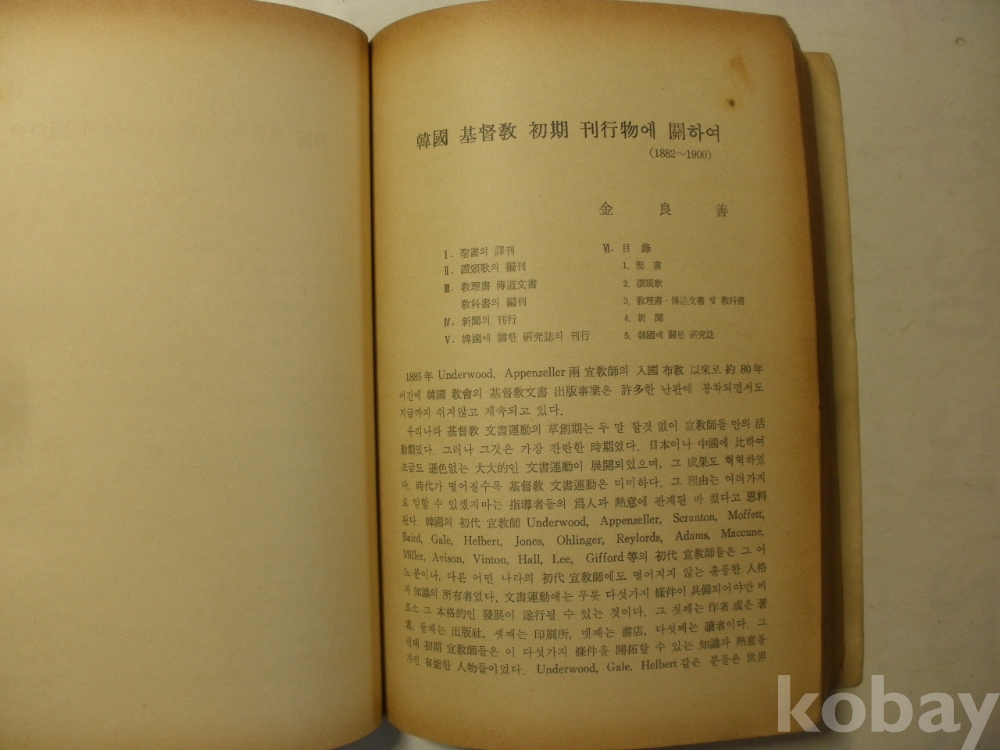 韓國 基督敎 初期 刊行物에 關하여
(1882～1900)
金 良 善
Ⅰ. 聖書의 譯刊
Ⅱ. 讚頌歌의 編刊
Ⅲ. 敎理書 傳道文書
敎科書의 編刊
Ⅳ. 新聞의 刊行
Ⅴ. 韓國에 關한 硏究誌의 刊行
Ⅵ. 目 錄
1. 聖 書
2. 讚頌歌
3. 敎理書·傳道文書 및 敎科書
4. 新 聞
5. 韓國에 關한 硏究誌
1885年 Underwood, Appenzeller 兩 宣敎師의 入國 布敎 以來로 約 80年
어간에 韓國 敎會의 基督敎文書 出版事業은 許多한 난관에 봉착되면서도
지금까지 쉬지않고 계속되고 있다.
우리나라 基督敎 文書運動의 草創期는 두 말 할것 없이 宣敎師들 만의 活
動期였다. 그러나 그것은 가장 찬란한 時期였다. 日本이나 中國에 比하여
조금도 遜色없는 大大的인 文書運動이 展開되었으며, 그 成果도 혁혁하였
다. 時代가 멀어질수록 基督敎 文書運動은 미미하다. 그 理由는 여러가지
로 말할 수 있겠지마는 指導者들의 爲人과 熱意에 관계된 바 컸다고 思料
된다. 韓國의 初代 宣敎師 Underwood, Appenzeller, Scranton, Moffett,
Baird, Gale, Helbert, Jones, Ohlinger, Reylords, Adams, Maccune,
Miller, Avison, Vinton, Hall, Lee, Gifford 等의 初代 宣敎師들은 그 어
느 분이나, 다른 어떤 나라의 初代 宣敎師에도 떨어지지 않는 훌륭한 人格
과 知識의 所有者였다. 文書運動에는 무릇 다섯가지 條件이 具備되어야만 비
로소 그 本格的인 發展이 遂行될 수 있는 것이다. 그 첫째는 作者 或은 著
者, 둘째는 出版社, 셋째는 印刷所, 넷째는 書店, 다섯째는 讀者이다. 그
런데 初期 宣敎師들은 이 다섯가지 條件을 開拓할 수 있는 知識과 熱意를
가진 有能한 人物들이었다. Underwood, Gale, Helbert 같은 분들은 世界
kobay